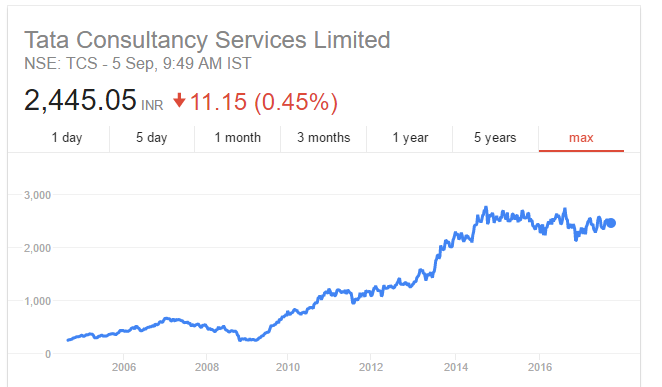 Tata Consultancy Services Limited
NSE: TCS - 5 Sep, 9:49 AM IST
2,445.05 INR 11.15 (0.45%)
1 day 5 day 1 month 3 months 1 year 5 years max
3,000
2,000
1,000
0
2006 2008 2010 2012 2014 2016